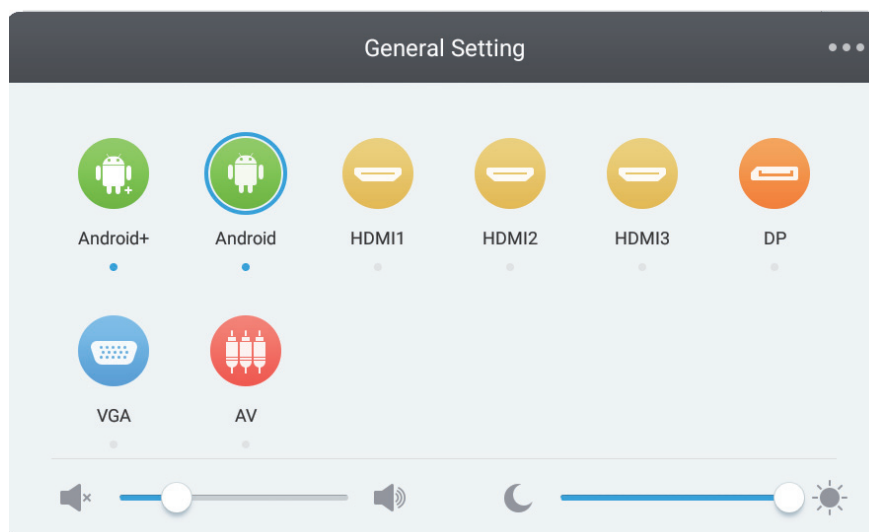 General Setting
Android+ Android HDMI1 HDMI2 HDMI3 DP
VGA AV